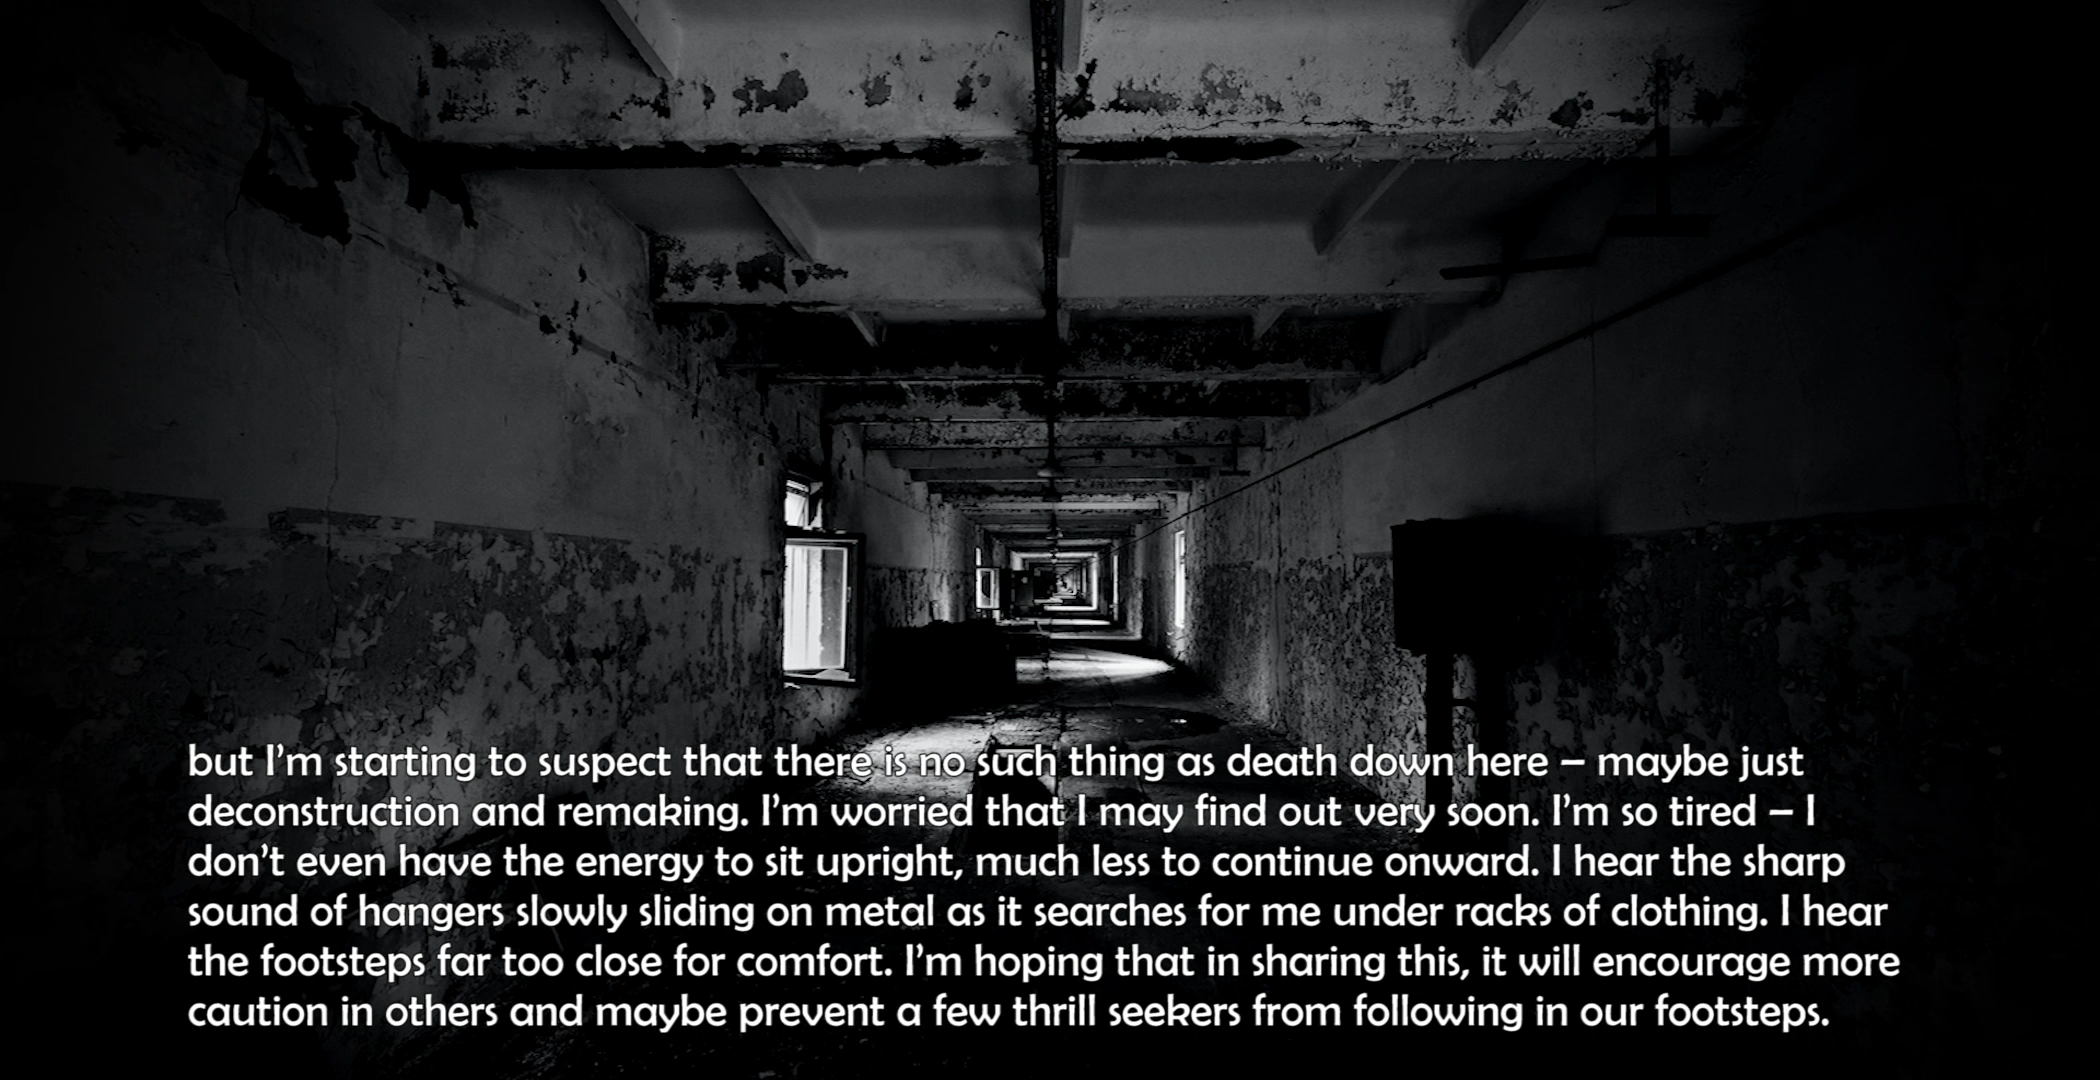 but I’m starting to suspect that there is no such thing as death down here – maybe just
deconstruction and remaking. I’m worried that I may find out very soon. I’m so tired – I
don’t even have the energy to sit upright, much less to continue onward. I hear the sharp
sound of hangers slowly sliding on metal as it searches for me under racks of clothing. I hear
the footsteps far too close for comfort. I’m hoping that in sharing this, it will encourage more
caution in others and maybe prevent a few thrill seekers from following in our footsteps.